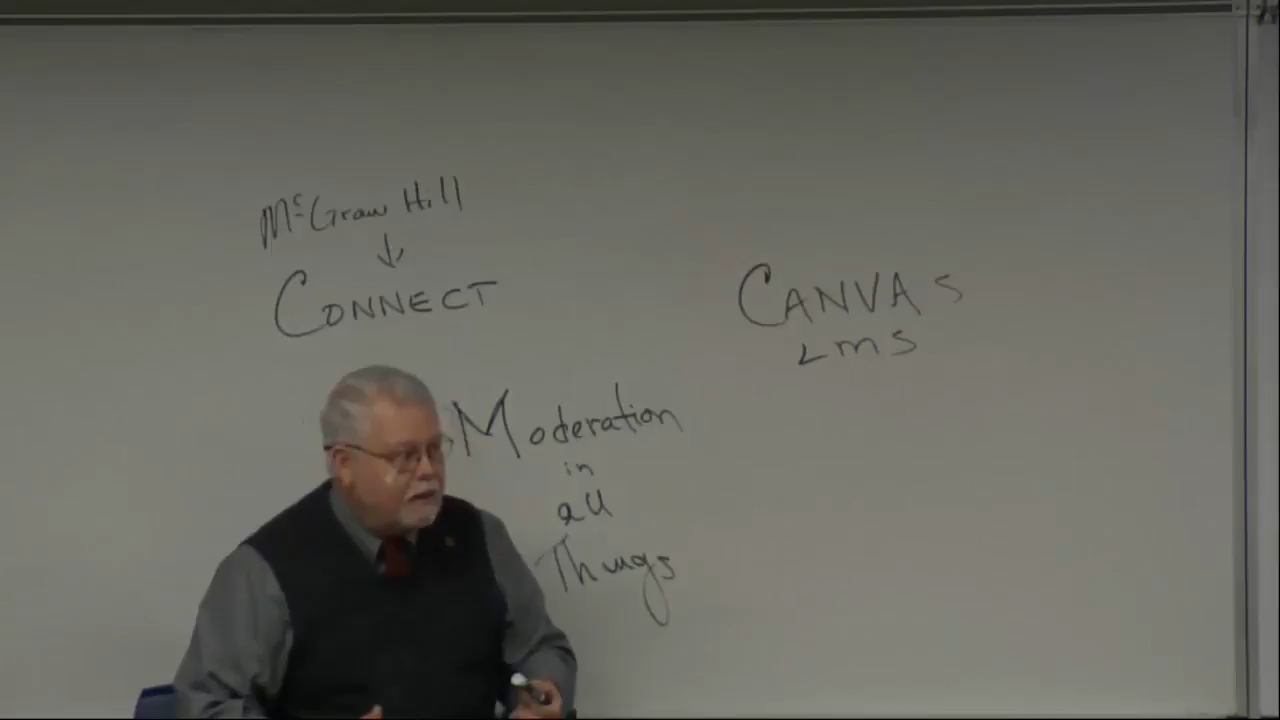 McGraw Hill
CONNECT
CANVAS
LMS
Moderation
in
all
Things